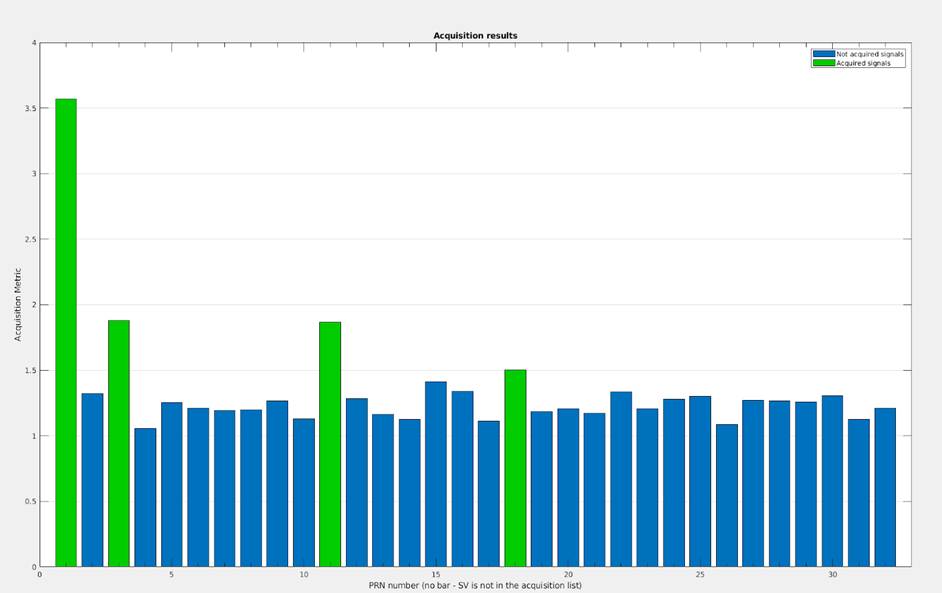 Acquisition results
Not acquired signals
Acquired signals
Acquisition Metric
4
3.5
3
2.5
2
1.5
1
0.5
0
0 5 10 15 20 25 30
PRN number (no bar - SV is not in the acquisition list)